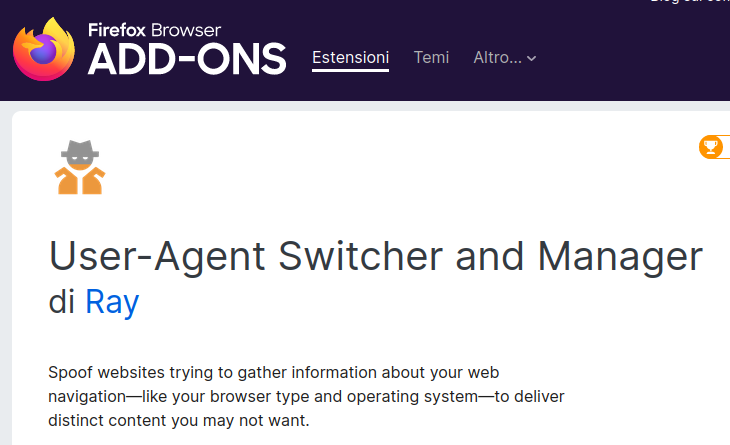 Firefox Browser
ADD-ONS
Estensioni Temi Altro...
User-Agent Switcher and Manager
di Ray
Spoof websites trying to gather information about your web
navigation—like your browser type and operating system—to deliver
distinct content you may not want.